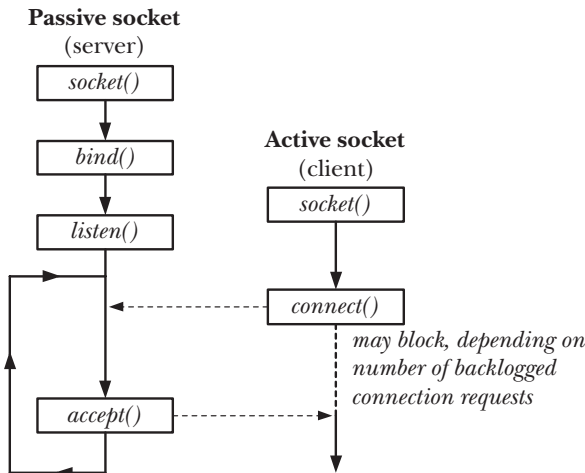 Passive socket
(server)
socket()
bind()
listen()
accept()
Active socket
(client)
socket()
connect()
may block, depending on
number of backlogged
connection requests